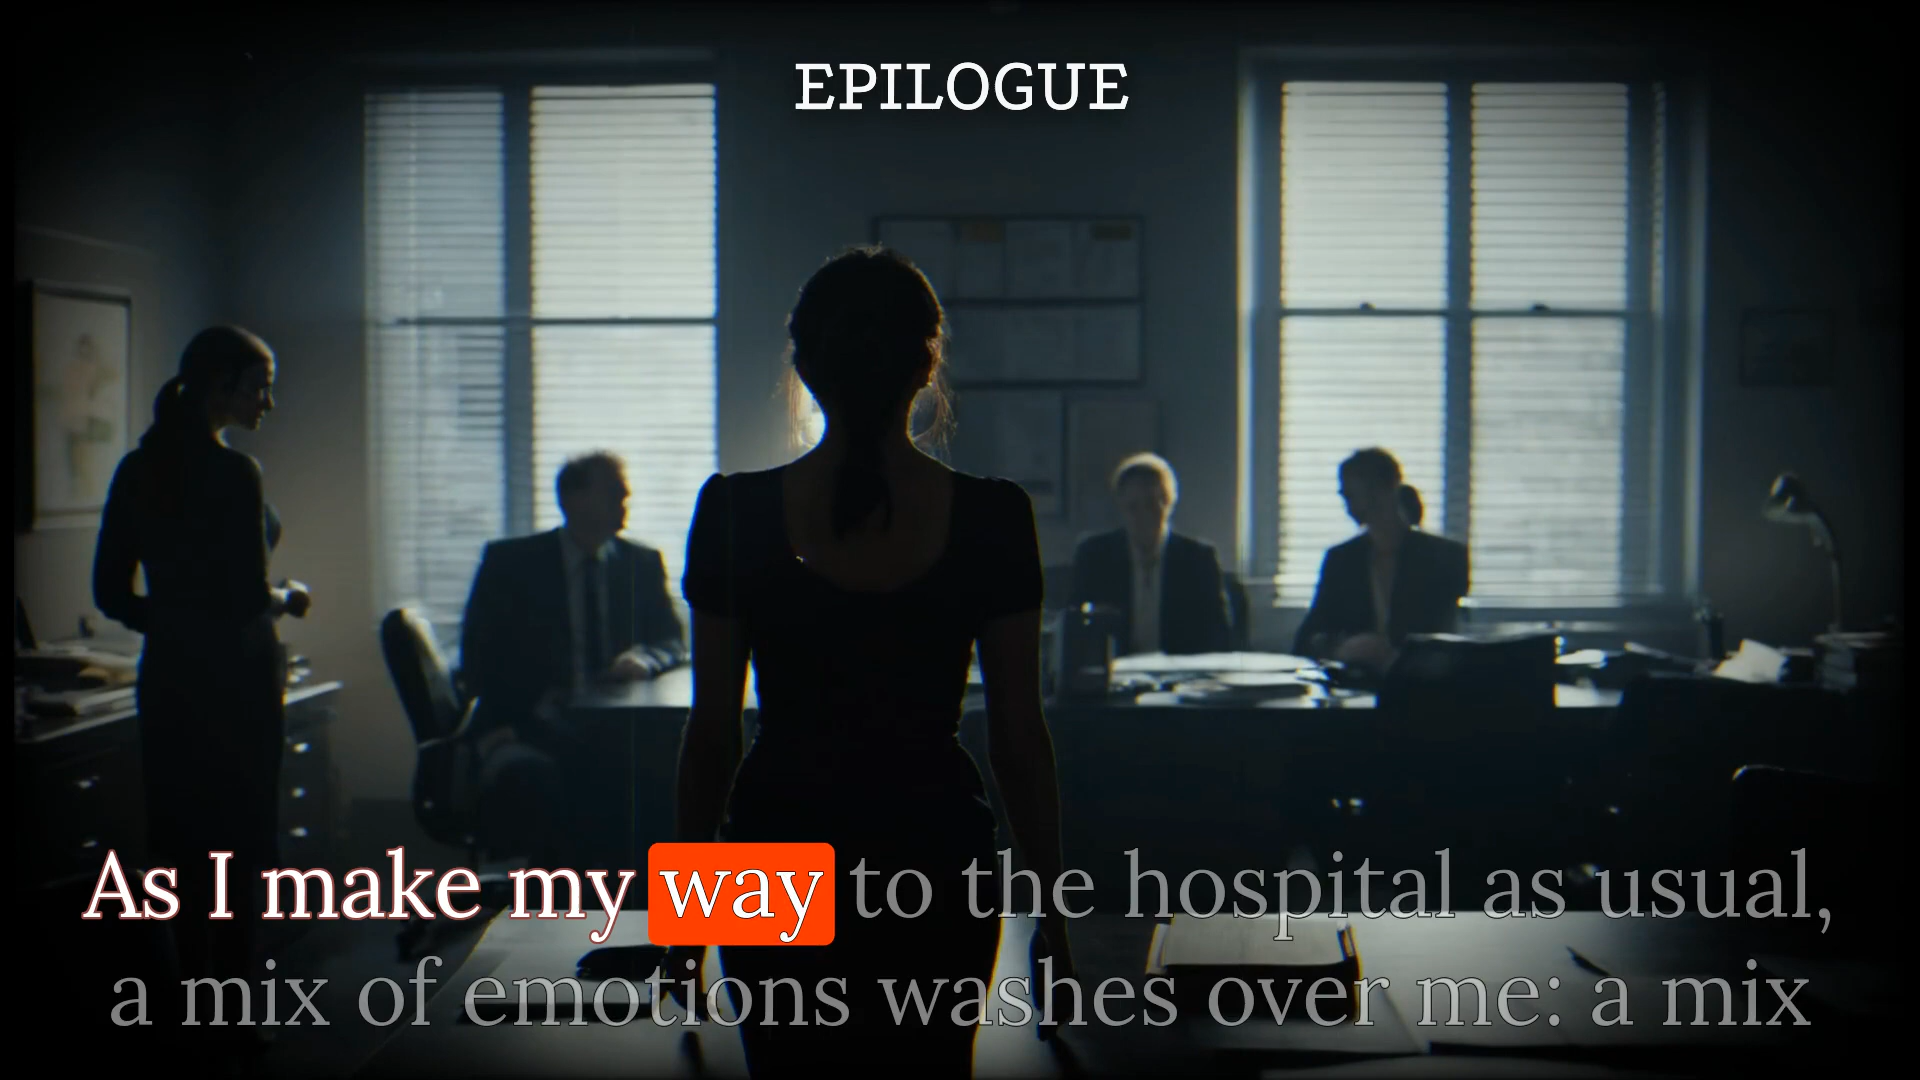 EPILOGUE
As I make my way to the hospital as usual,
a mix of emotions washes over me: a mix